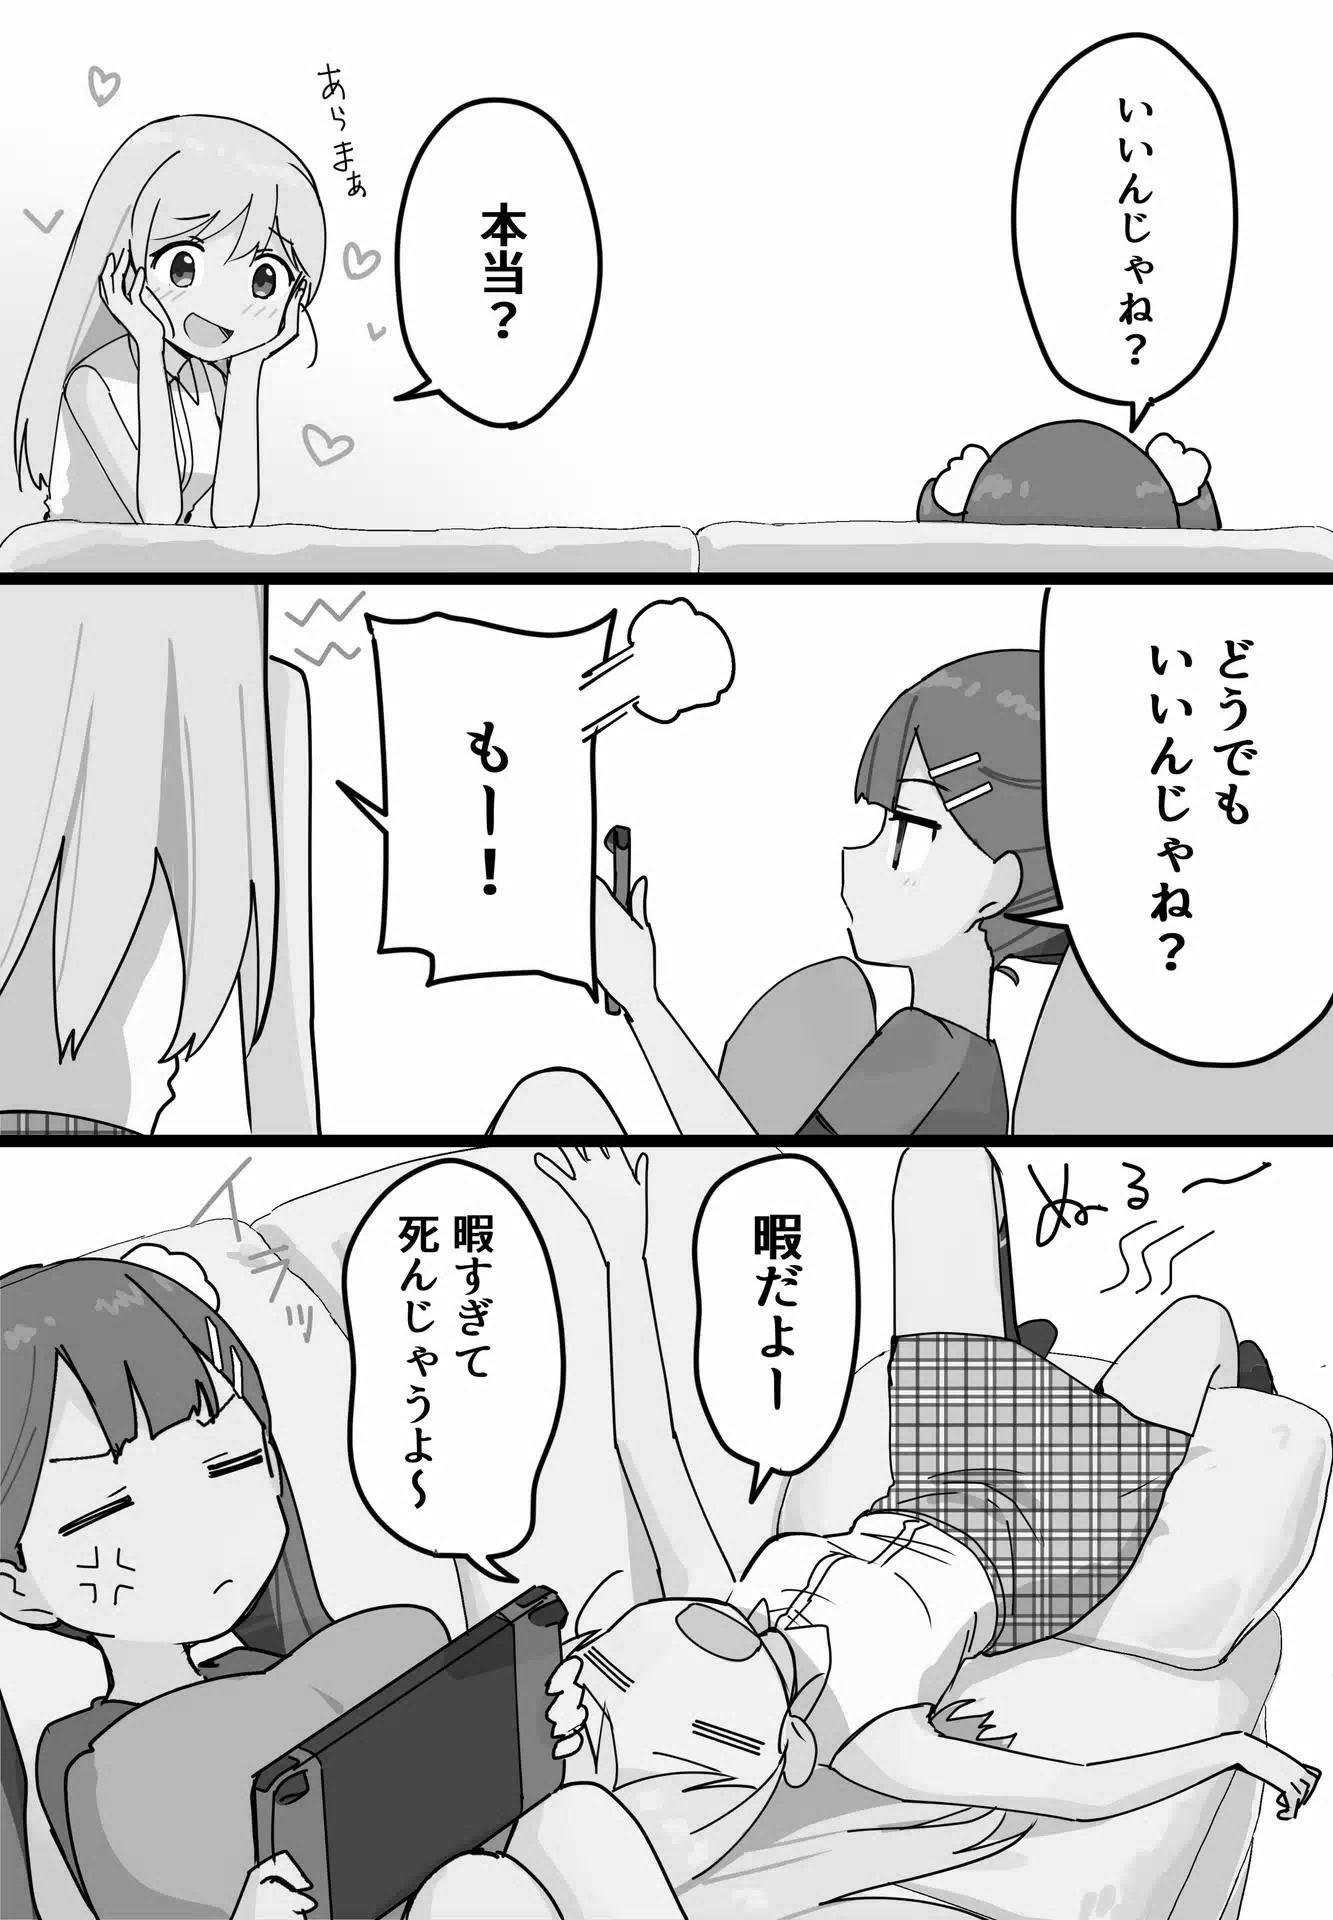 いいんじゃね？
本当？
あらまぁ
どうでも
いいんじゃね？
もー！
ぬるー
暇だよー
暇すぎて
死んじゃうよ～
イラッ